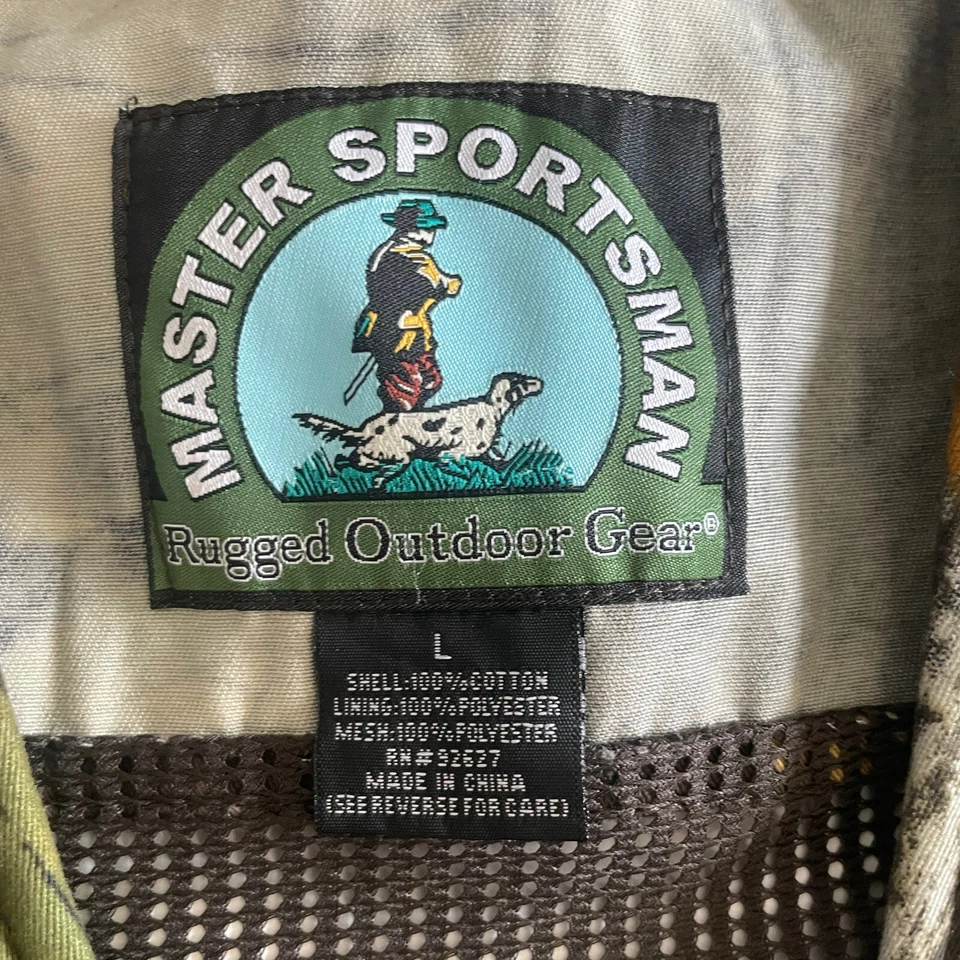 MASTER SPORTSMAN
Rugged Outdoor Gear®
L
SHELL:100%COTTON
LINING:100%POLYESTER
MESH:100%POLYESTER
RN#92627
MADE IN CHINA
(SEE REVERSE FOR CARE)